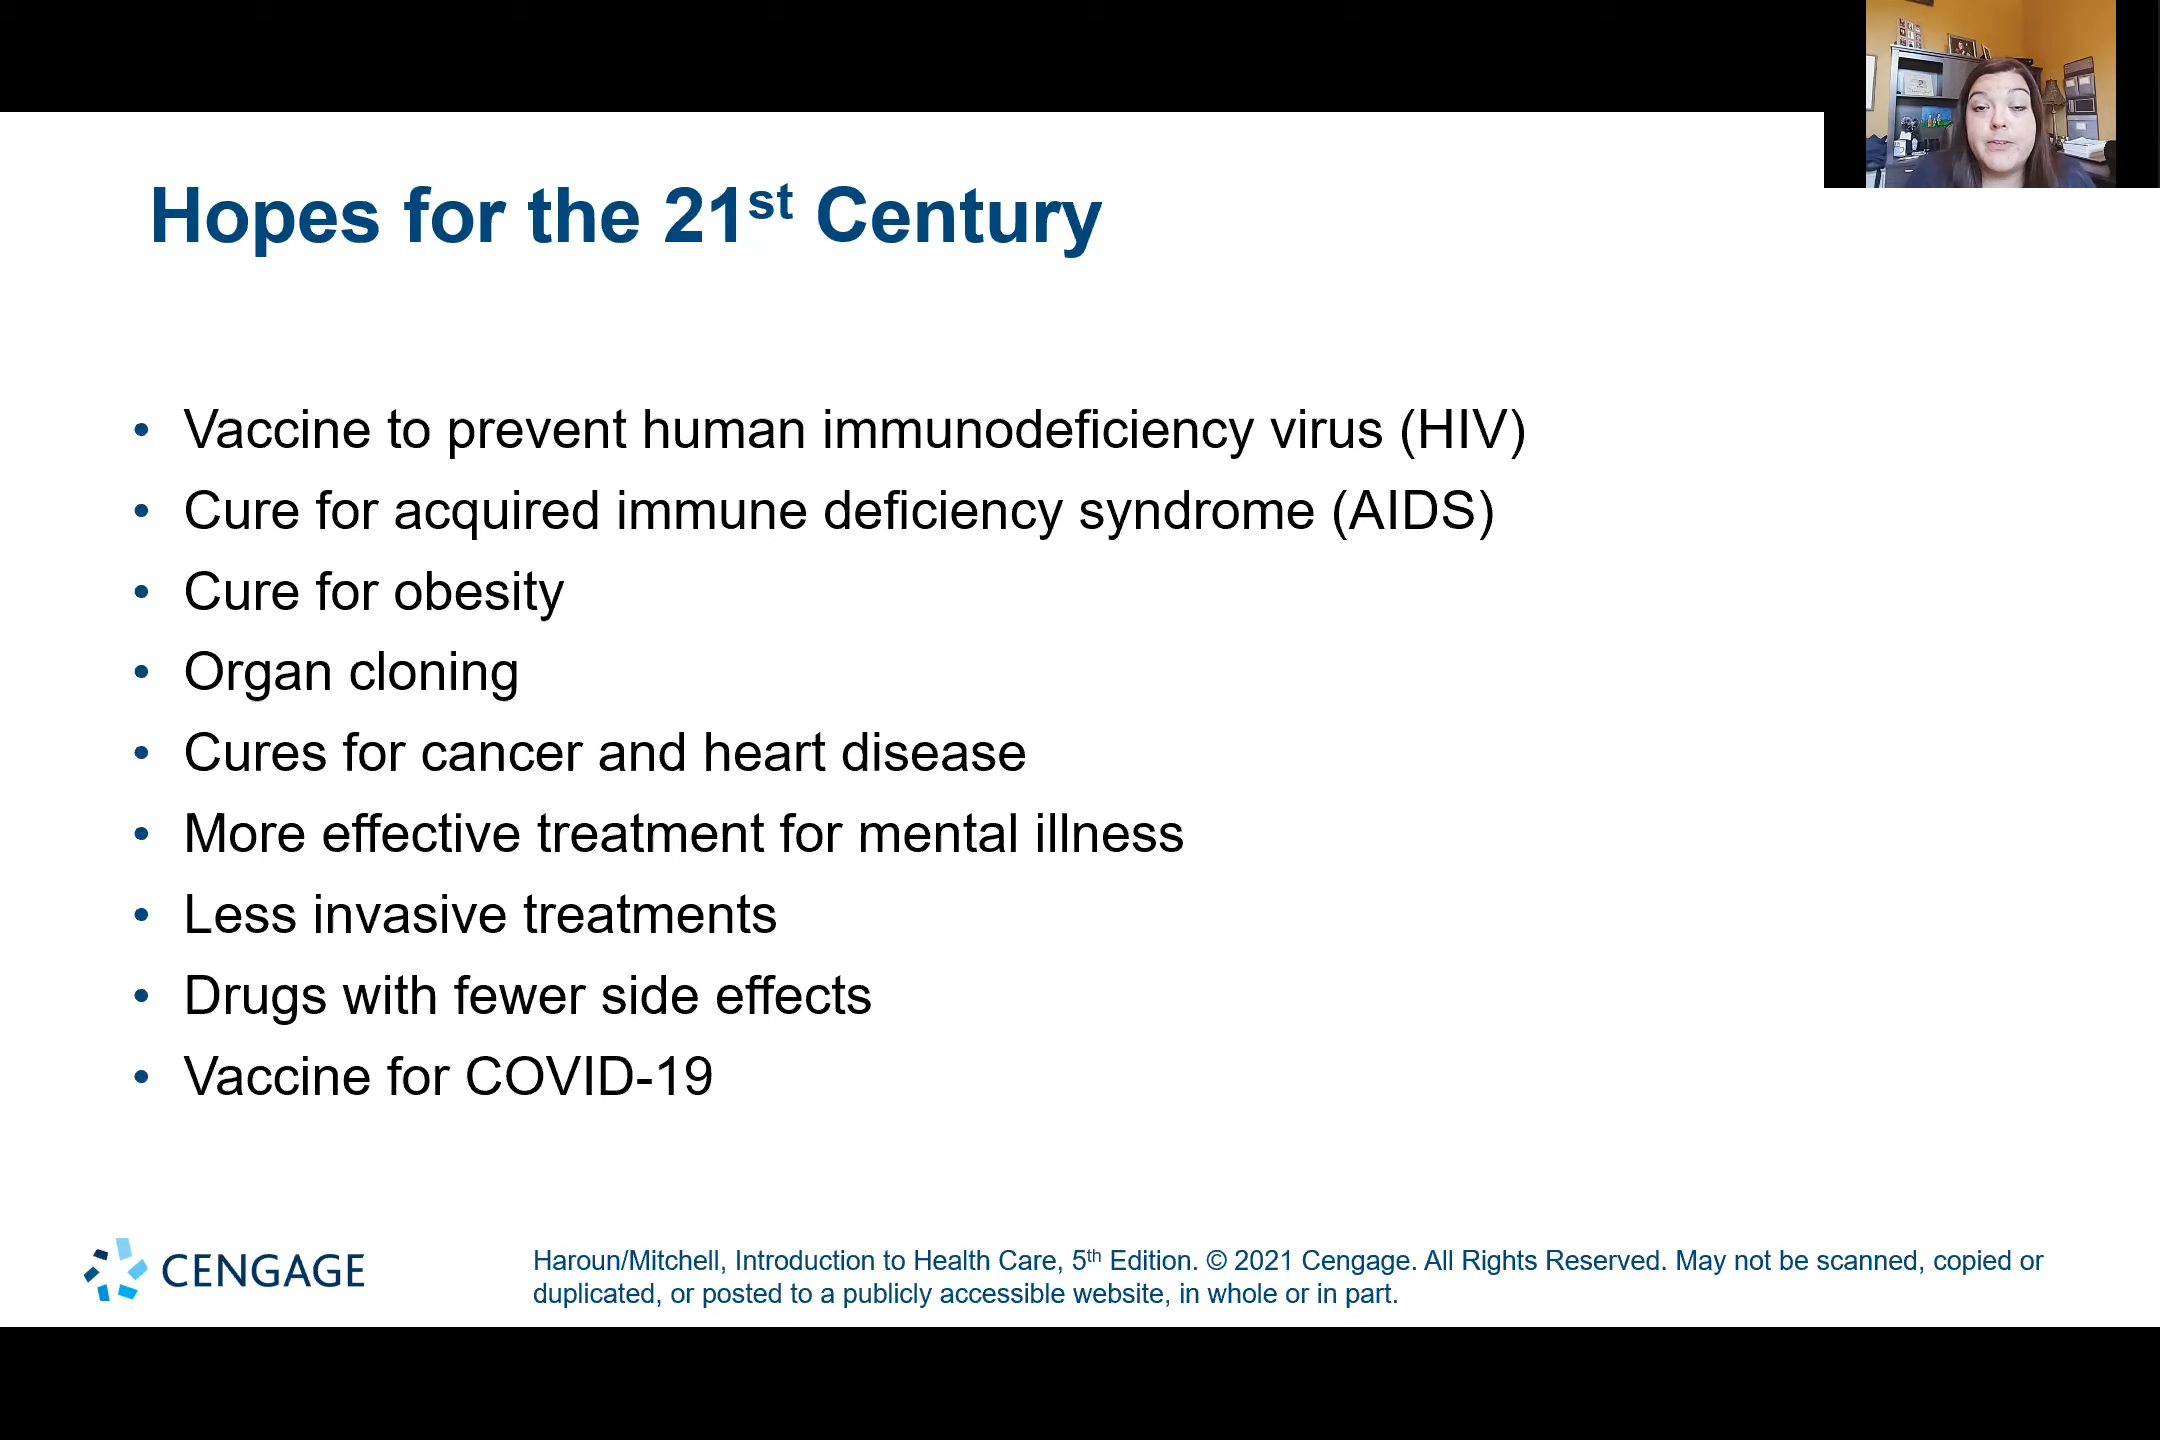 Hopes for the 21st Century
• Vaccine to prevent human immunodeficiency virus (HIV)
• Cure for acquired immune deficiency syndrome (AIDS)
• Cure for obesity
• Organ cloning
• Cures for cancer and heart disease
• More effective treatment for mental illness
• Less invasive treatments
• Drugs with fewer side effects
• Vaccine for COVID-19
CENGAGE
Haroun/Mitchell, Introduction to Health Care, 5th Edition. © 2021 Cengage. All Rights Reserved. May not be scanned, copied or
duplicated, or posted to a publicly accessible website, in whole or in part.